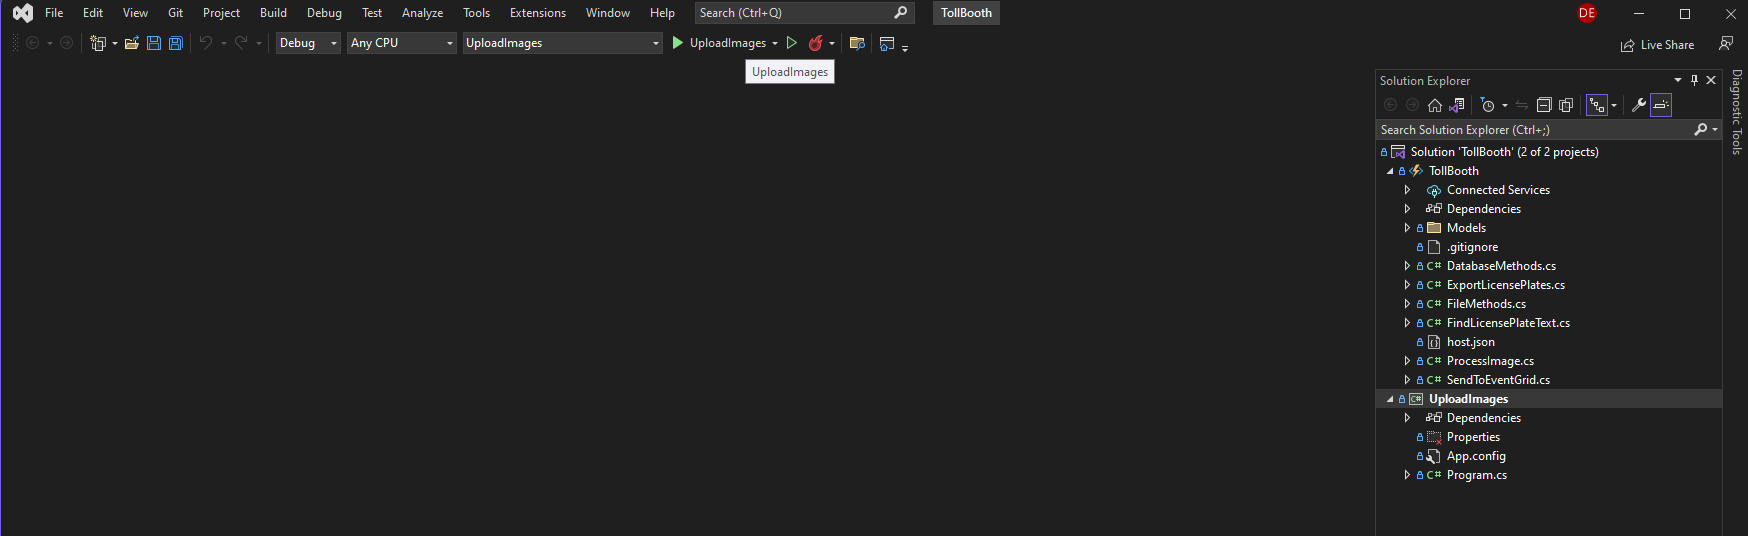 File Edit View Git Project Build Debug Test Analyze Tools Extensions Window Help Search (Ctrl+Q) TollBooth DE
Debug Any CPU UploadImages UploadImages Live Share
UploadImages
Solution Explorer
Search Solution Explorer (Ctrl+;)
Solution 'TollBooth' (2 of 2 projects)
TollBooth
Connected Services
Dependencies
Models
.gitignore
C# DatabaseMethods.cs
C# ExportLicensePlates.cs
C# FileMethods.cs
C# FindLicensePlateText.cs
host.json
C# ProcessImage.cs
C# SendToEventGrid.cs
C# UploadImages
Dependencies
Properties
App.config
C# Program.cs
Diagnostic Tools